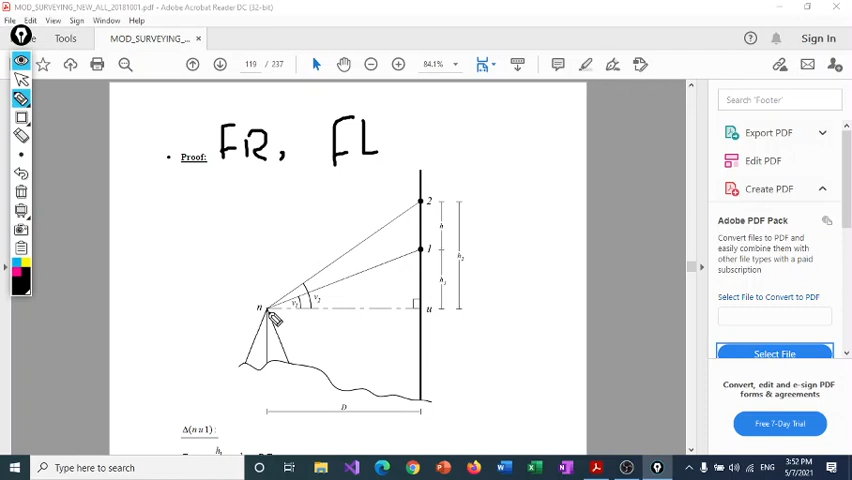 MOD_SURVEYING_NEW_ALL_20181001.pdf - Adobe Acrobat Reader DC (32-bit)
File Edit View Sign Window Help
Tools
MOD_SURVEYING_...
Sign In
119 / 237
84.1%
Search 'Footer'
Export PDF
Edit PDF
Create PDF
Adobe PDF Pack
Convert files to PDF and
easily combine them with
other file types with a paid
subscription
Select File to Convert to PDF
Select File
Convert, edit and e-sign PDF
forms & agreements
Free 7-Day Trial
• Proof: FR, FL
2
h
1
h₂
h₁
v₁ v₂
n
u
D
Δ(n u 1):
Type here to search
ENG
3:52 PM
5/7/2021